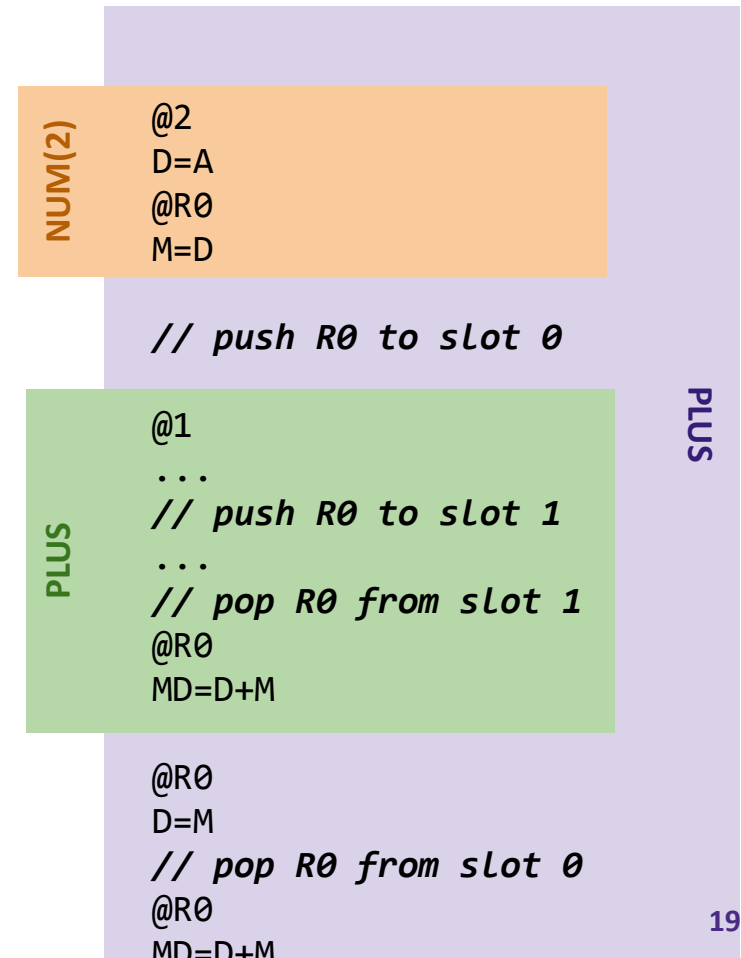 NUM(2)
@2
D=A
@R0
M=D
// push R0 to slot 0
PLUS
PLUS
@1
...
// push R0 to slot 1
...
// pop R0 from slot 1
@R0
MD=D+M
@R0
D=M
// pop R0 from slot 0
@R0
MD=D+M
19